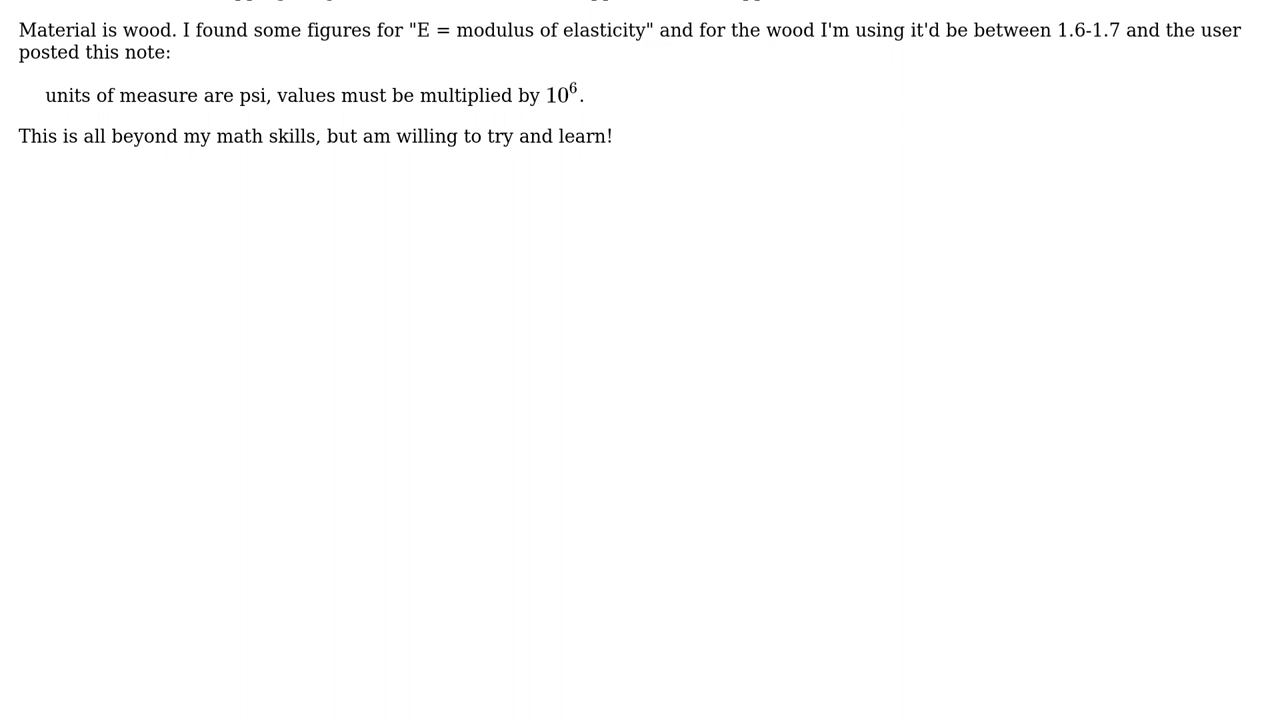 Material is wood. I found some figures for "E = modulus of elasticity" and for the wood I'm using it'd be between 1.6-1.7 and the user
posted this note:
units of measure are psi, values must be multiplied by 10⁶.
This is all beyond my math skills, but am willing to try and learn!